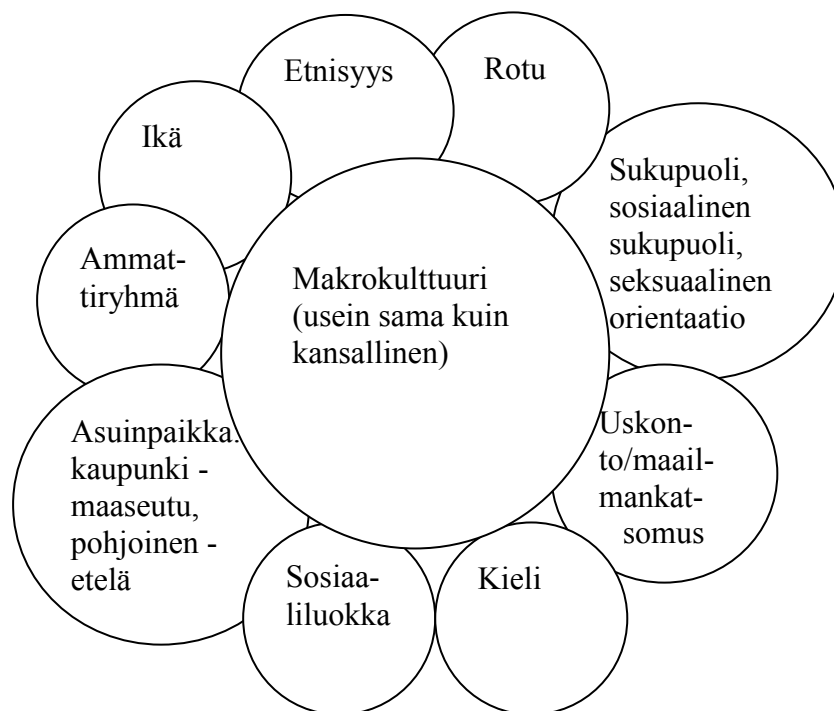 Etnisyys
Rotu
Ikä
Sukupuoli,
sosiaalinen
sukupuoli,
seksuaalinen
orientaatio
Ammat-
tiryhmä
Makrokulttuuri
(usein sama kuin
kansallinen)
Asuinpaikka:
kaupunki -
maaseutu,
pohjoinen -
etelä
Uskon-
to/maail-
mankat-
somus
Sosiaa-
liluokka
Kieli